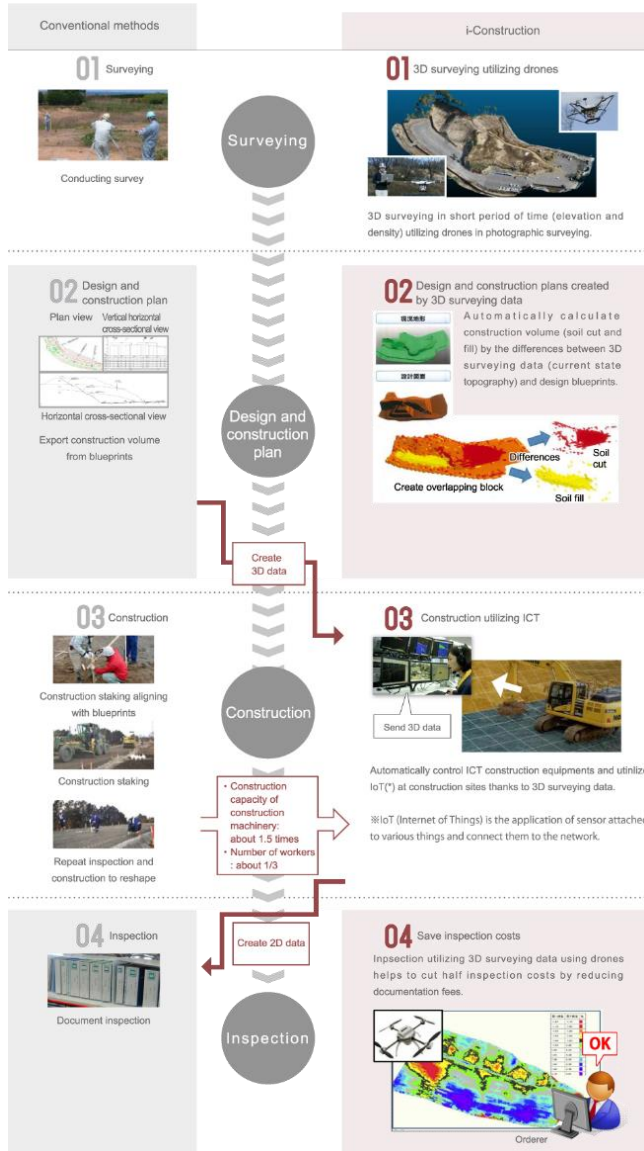 Conventional methods
i-Construction
01 Surveying
Conducting survey
Surveying
01 3D surveying utilizing drones
3D surveying in short period of time (elevation and
density) utilizing drones in photographic surveying.
02 Design and
construction plan
Plan view
Vertical horizontal
cross-sectional view
Horizontal cross-sectional view
Export construction volume
from blueprints
Design and
construction
plan
02 Design and construction plans created
by 3D surveying data
現況地形
設計図面
Automatically calculate
construction volume (soil cut and
fill) by the differences between 3D
surveying data (current state
topography) and design blueprints.
Create overlapping block
Differences
Soil
cut
Soil fill
Create
3D data
03 Construction
Construction staking aligning
with blueprints
Construction staking
Repeat inspection and
construction to reshape
Construction
• Construction
capacity of
construction
machinery:
about 1.5 times
• Number of workers
: about 1/3
03 Construction utilizing ICT
Send 3D data
Automatically control ICT construction equipments and utinlize
IoT(*) at construction sites thanks to 3D surveying data.
※IoT (Internet of Things) is the application of sensor attached
to various things and connect them to the network.
04 Inspection
Document inspection
Create 2D data
Inspection
04 Save inspection costs
Inpsection utilizing 3D surveying data using drones
helps to cut half inspection costs by reducing
documentation fees.
OK
Orderer